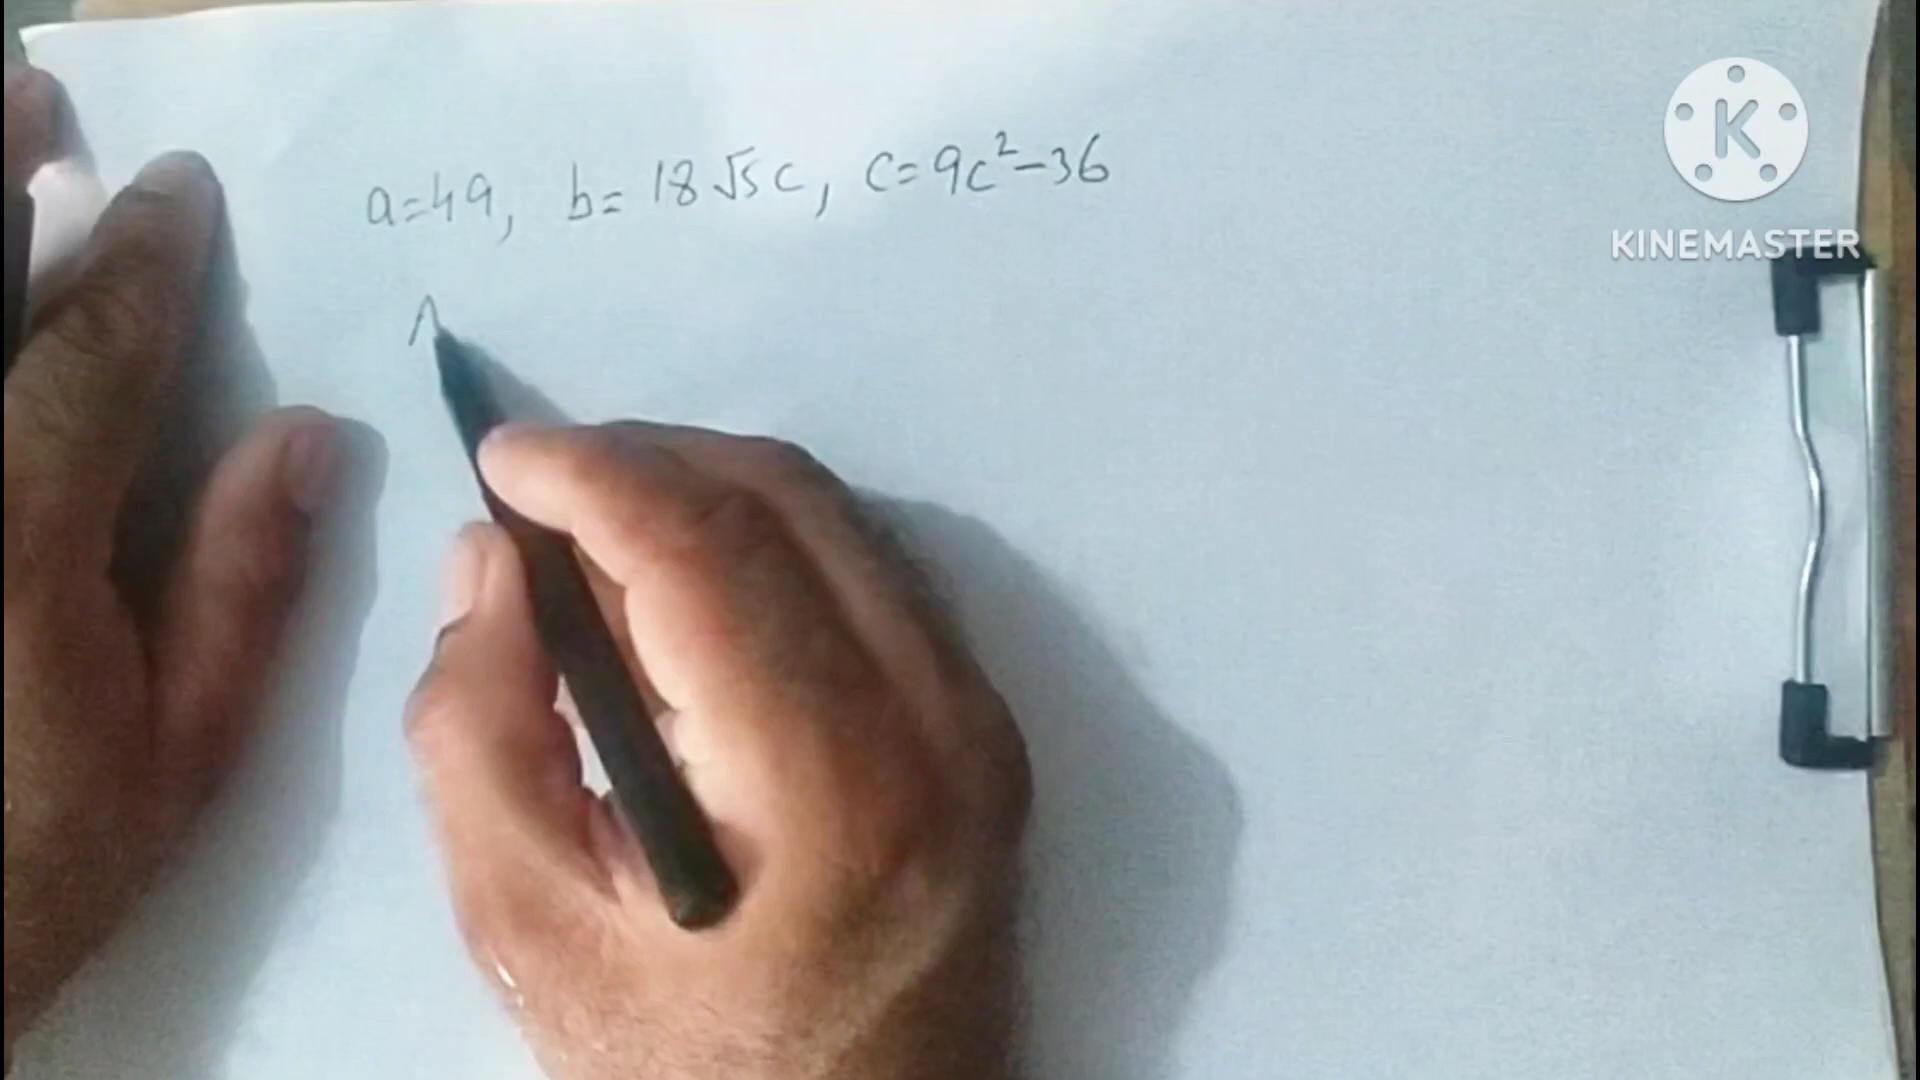 a=49, b= 18√5c, c=9c²-36
K
KINEMASTER